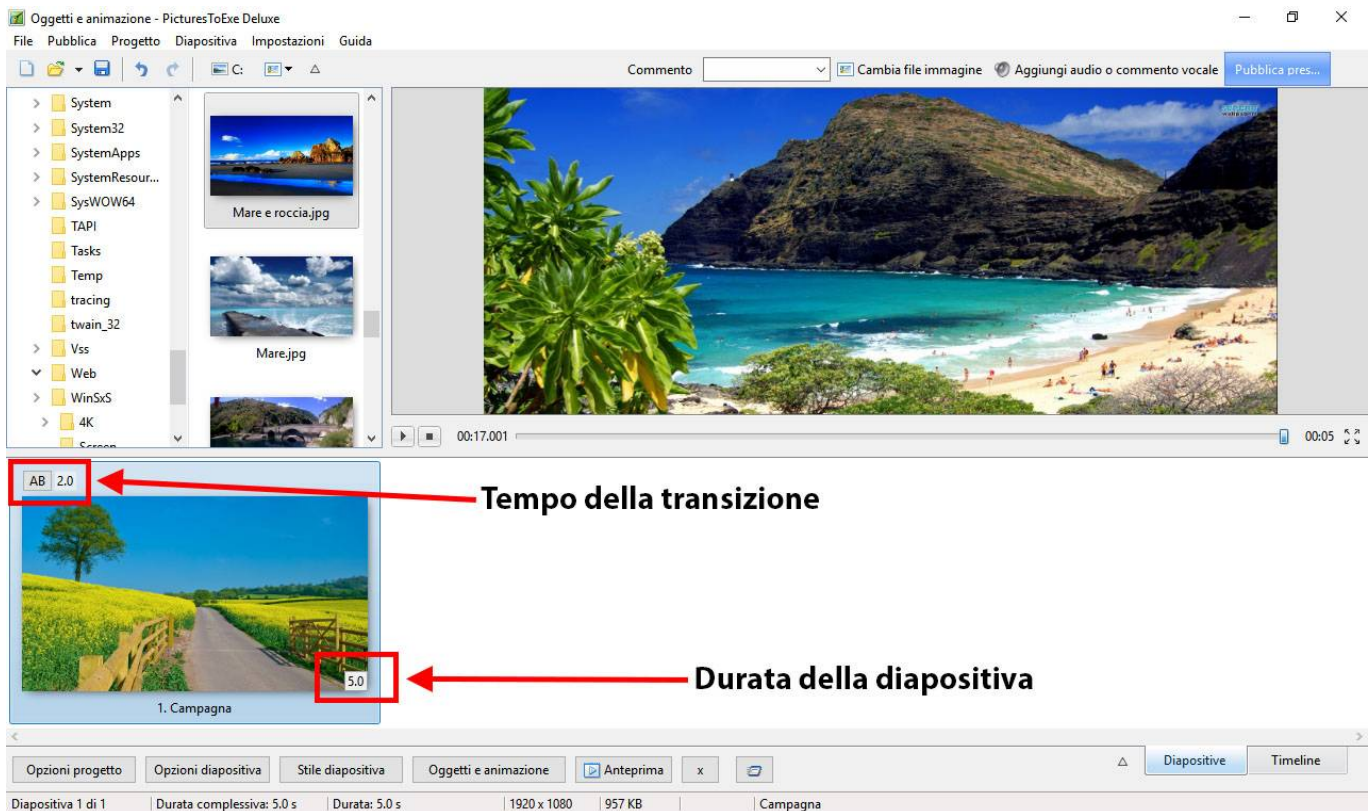 Oggetti e animazione - PicturesToExe Deluxe
File Pubblica Progetto Diapositiva Impostazioni Guida
C: Commento Cambia file immagine Aggiungi audio o commento vocale Pubblica pres...
System
System32
SystemApps
SystemResour...
SysWOW64
TAPI
Tasks
Temp
tracing
twain_32
Vss
Web
WinSxS
4K
Screen
Mare e roccia.jpg
Mare.jpg
00:17.001 00:05
AB 2.0
Tempo della transizione
5.0
Durata della diapositiva
1. Campagna
Opzioni progetto Opzioni diapositiva Stile diapositiva Oggetti e animazione Anteprima x Diapositive Timeline
Diapositiva 1 di 1 Durata complessiva: 5.0 s Durata: 5.0 s 1920 x 1080 957 KB Campagna